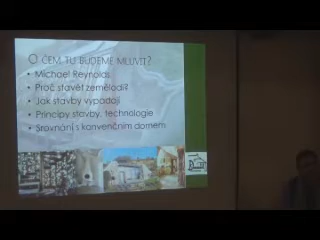 O ČEM TU BUDEME MLUVIT?
• Michael Reynolds
• Proč stavět zemělodi?
• Jak stavby vypadají
• Principy stavby, technologie
• Srovnání s konvenčním domem